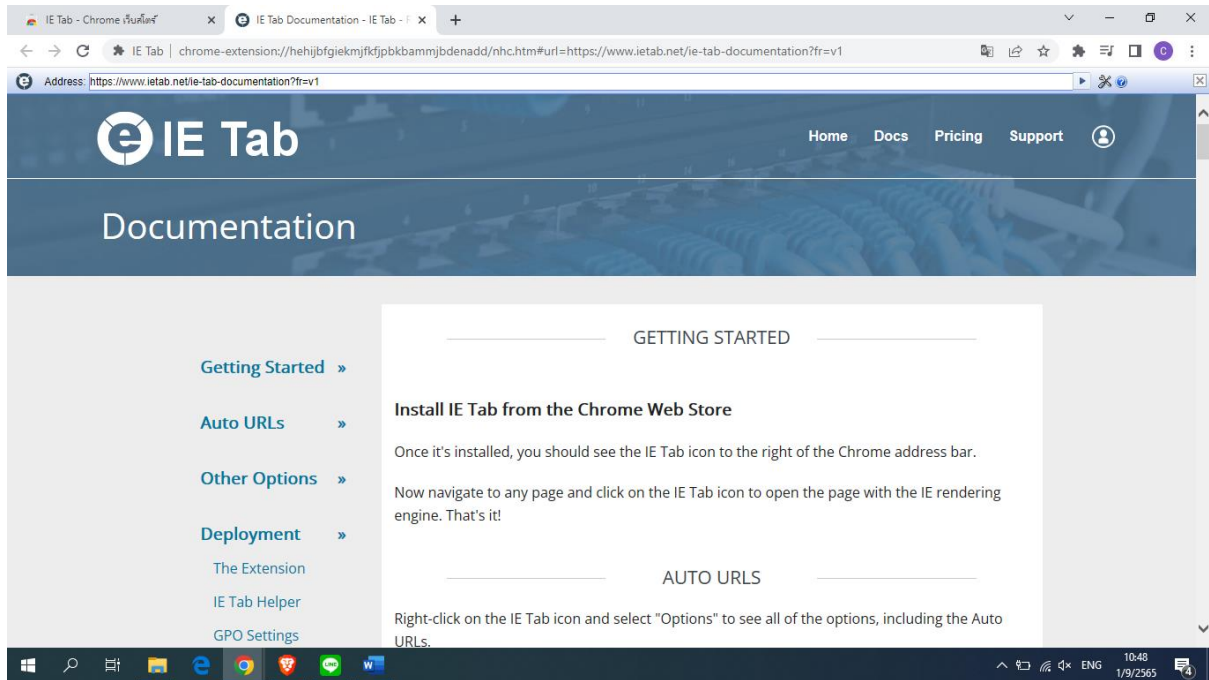 IE Tab - Chrome เว็บสโตร์
IE Tab Documentation - IE Tab - F
IE Tab | chrome-extension://hehijbfgiekmjfkfjpbkbammjbdenadd/nhc.htm#url=https://www.ietab.net/ie-tab-documentation?fr=v1
C
Address: https://www.ietab.net/ie-tab-documentation?fr=v1
IE Tab
Home Docs Pricing Support
Documentation
GETTING STARTED
Getting Started »
Auto URLs »
Other Options »
Deployment »
The Extension
IE Tab Helper
GPO Settings
Install IE Tab from the Chrome Web Store
Once it's installed, you should see the IE Tab icon to the right of the Chrome address bar.
Now navigate to any page and click on the IE Tab icon to open the page with the IE rendering
engine. That's it!
AUTO URLS
Right-click on the IE Tab icon and select "Options" to see all of the options, including the Auto
URLs.
LINE
W
ENG
10:48
1/9/2565
4